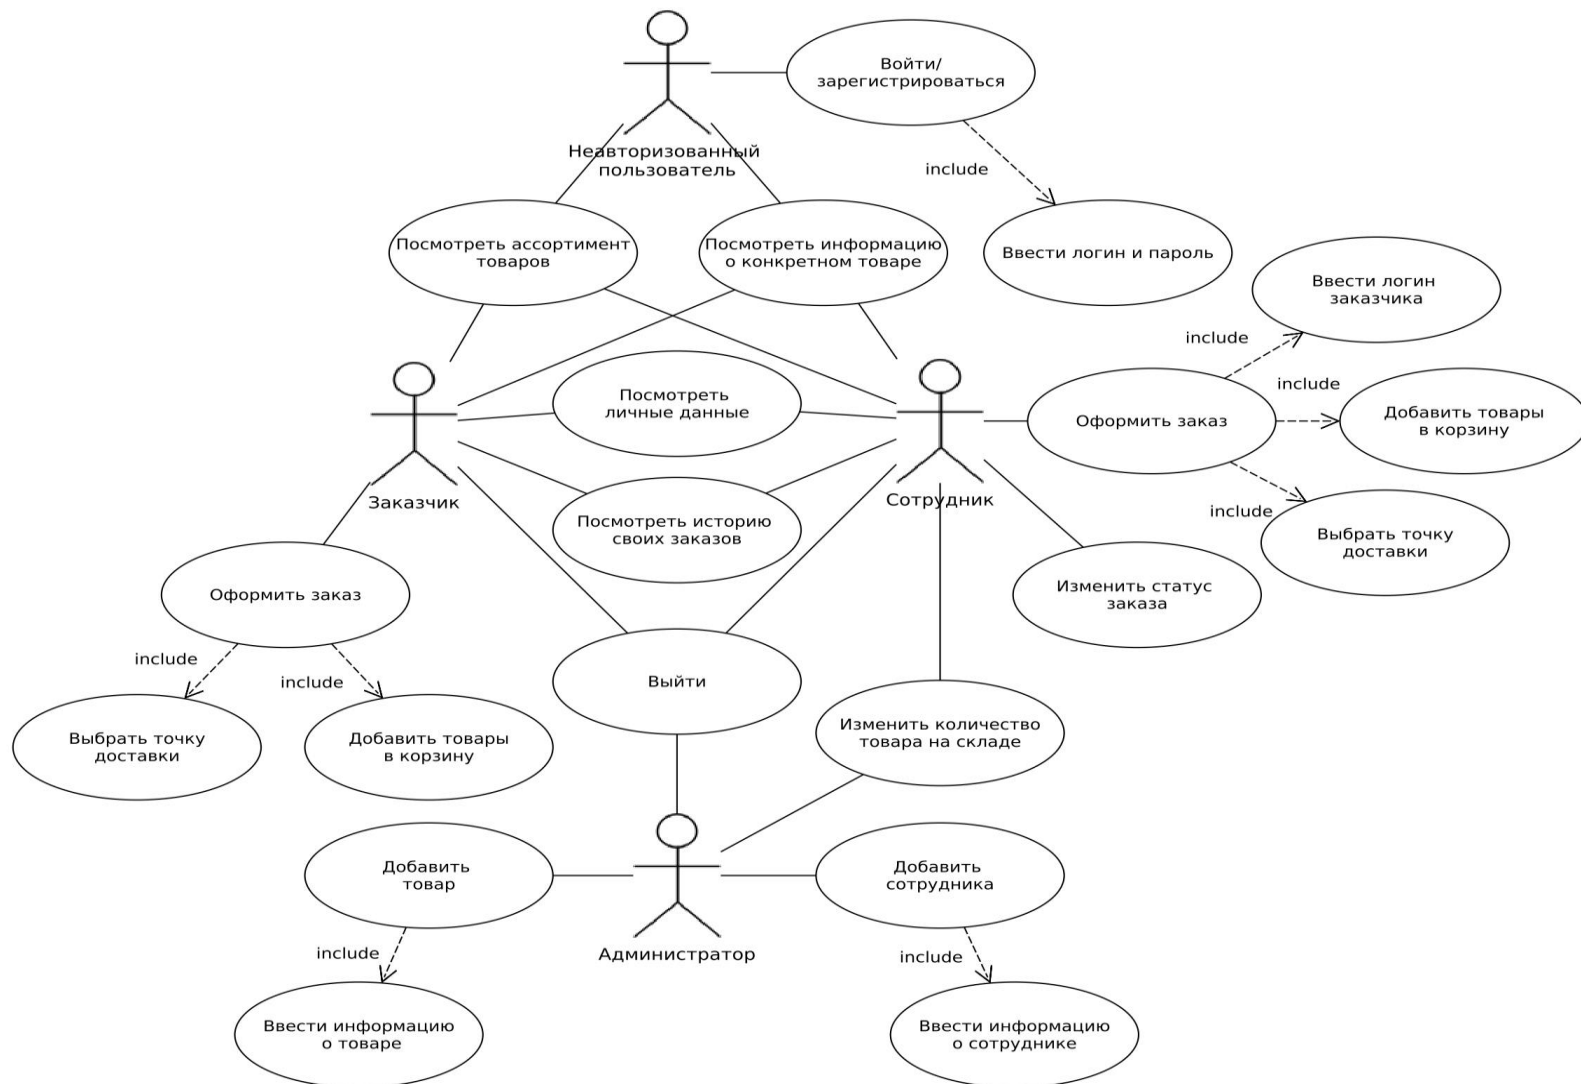 Войти/
зарегистрироваться
Неавторизованный
пользователь
include
Посмотреть ассортимент
товаров
Посмотреть информацию
о конкретном товаре
Ввести логин и пароль
Ввести логин
заказчика
include
Посмотреть
личные данные
include
Оформить заказ
Добавить товары
в корзину
Заказчик
Сотрудник
include
Посмотреть историю
своих заказов
Выбрать точку
доставки
Оформить заказ
Изменить статус
заказа
include
include
Выйти
Выбрать точку
доставки
Добавить товары
в корзину
Изменить количество
товара на складе
Добавить
товар
Добавить
сотрудника
Администратор
include
include
Ввести информацию
о товаре
Ввести информацию
о сотруднике